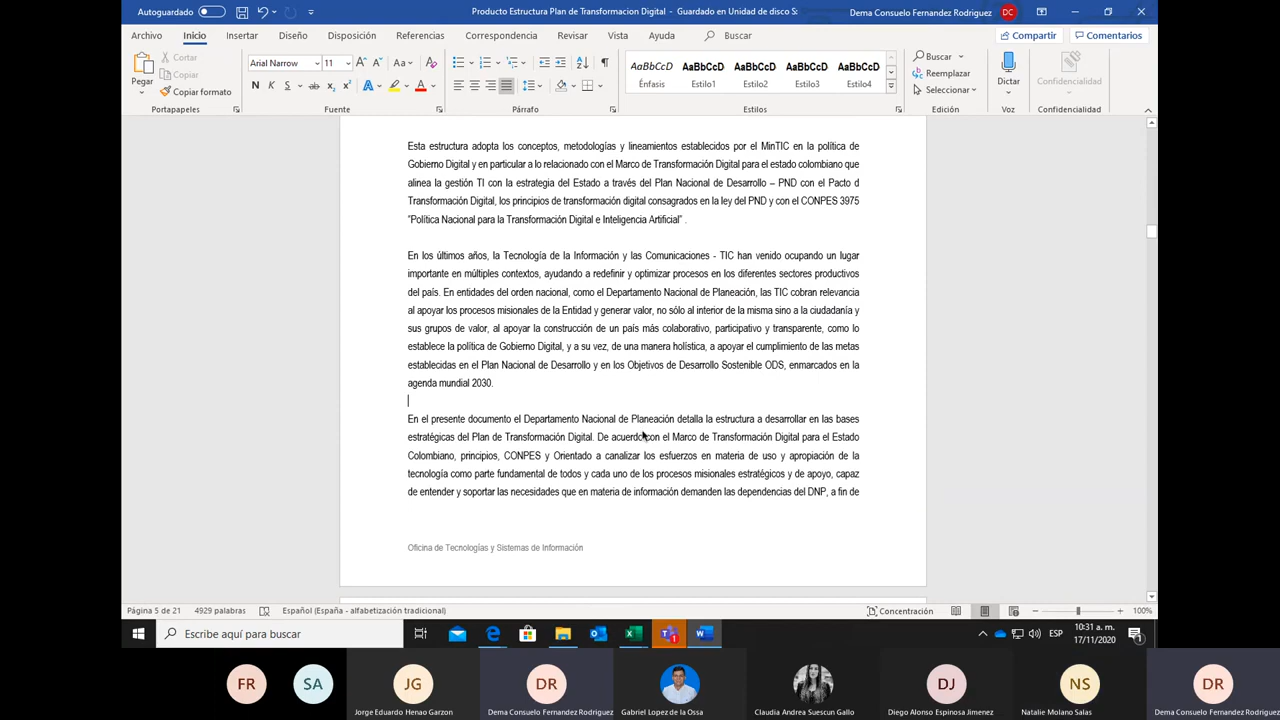 Autoguardado
Producto Estructura Plan de Transformacion Digital - Guardado en Unidad de disco S:
Dema Consuelo Fernandez Rodriguez
DC
Archivo Inicio Insertar Diseño Disposición Referencias Correspondencia Revisar Vista Ayuda Buscar
Compartir Comentarios
Pegar
Cortar
Copiar
Copiar formato
Portapapeles
Arial Narrow 11
N K S
Fuente
Párrafo
AaBbCcD AaBbCcD AaBbCcD AaBbCcD AaBbCcD
Énfasis Estilo1 Estilo2 Estilo3 Estilo4
Estilos
Buscar
Reemplazar
Seleccionar
Edición
Dictar
Voz
Confidencialidad
Confidencialidad
Esta estructura adopta los conceptos, metodologías y lineamientos establecidos por el MinTIC en la política de
Gobierno Digital y en particular a lo relacionado con el Marco de Transformación Digital para el estado colombiano que
alinea la gestión TI con la estrategia del Estado a través del Plan Nacional de Desarrollo – PND con el Pacto d
Transformación Digital, los principios de transformación digital consagrados en la ley del PND y con el CONPES 3975
"Política Nacional para la Transformación Digital e Inteligencia Artificial" .
En los últimos años, la Tecnología de la Información y las Comunicaciones - TIC han venido ocupando un lugar
importante en múltiples contextos, ayudando a redefinir y optimizar procesos en los diferentes sectores productivos
del país. En entidades del orden nacional, como el Departamento Nacional de Planeación, las TIC cobran relevancia
al apoyar los procesos misionales de la Entidad y generar valor, no sólo al interior de la misma sino a la ciudadanía y
sus grupos de valor, al apoyar la construcción de un país más colaborativo, participativo y transparente, como lo
establece la política de Gobierno Digital, y a su vez, de una manera holística, a apoyar el cumplimiento de las metas
establecidas en el Plan Nacional de Desarrollo y en los Objetivos de Desarrollo Sostenible ODS, enmarcados en la
agenda mundial 2030.
En el presente documento el Departamento Nacional de Planeación detalla la estructura a desarrollar en las bases
estratégicas del Plan de Transformación Digital. De acuerdo con el Marco de Transformación Digital para el Estado
Colombiano, principios, CONPES y Orientado a canalizar los esfuerzos en materia de uso y apropiación de la
tecnología como parte fundamental de todos y cada uno de los procesos misionales estratégicos y de apoyo, capaz
de entender y soportar las necesidades que en materia de información demanden las dependencias del DNP, a fin de
Oficina de Tecnologías y Sistemas de Información
Página 5 de 21 4929 palabras Español (España - alfabetización tradicional) Concentración 100%
Escribe aquí para buscar
ESP
10:31 a. m.
17/11/2020
FR SA JG DR DJ NS DR
Jorge Eduardo Henao Garzon
Dema Consuelo Fernandez Rodriguez
Gabriel Lopez de la Ossa
Claudia Andrea Suescun Gallo
Diego Alonso Espinosa Jimenez
Natalie Molano Salas
Dema Consuelo Fernandez Rodriguez